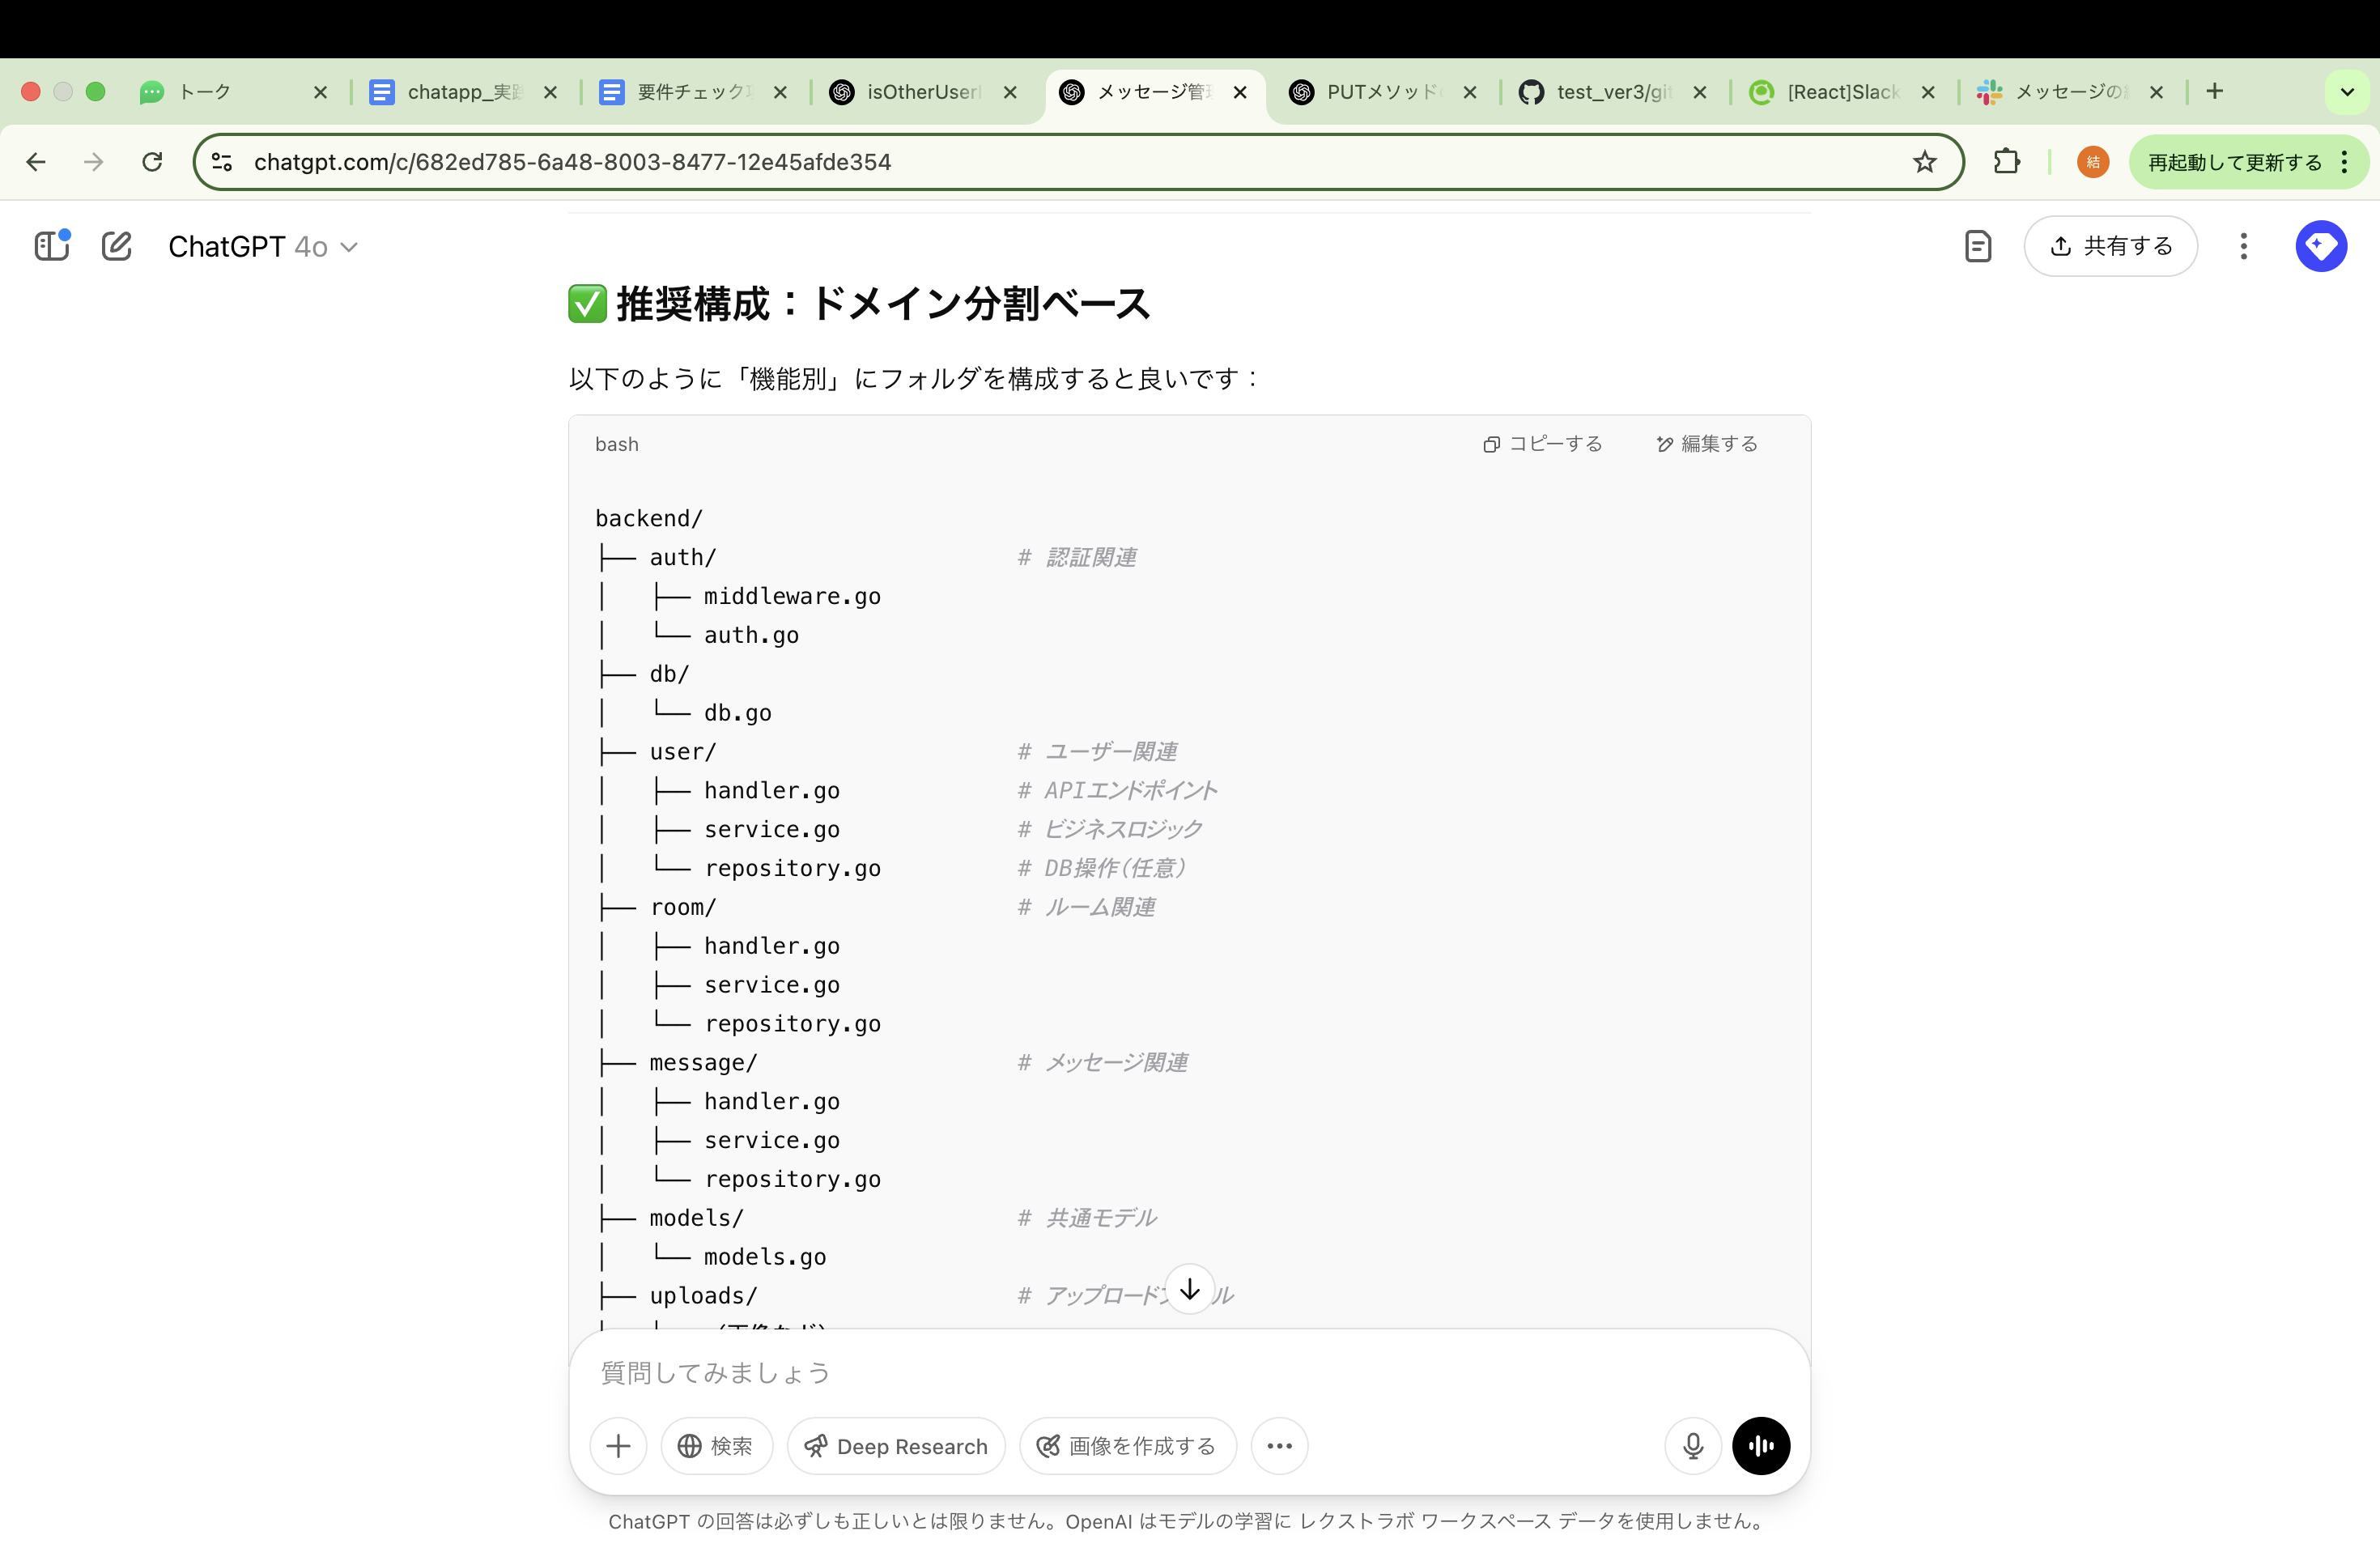 トーク
chatapp_実践
要件チェック
isOtherUser
メッセージ管理
PUTメソッド
test_ver3/git
[React]Slack
メッセージの
chatgpt.com/c/682ed785-6a48-8003-8477-12e45afde354
結
再起動して更新する
ChatGPT 4o
共有する
✅ 推奨構成：ドメイン分割ベース
以下のように「機能別」にフォルダを構成すると良いです：
bash
コピーする
編集する
backend/
├── auth/ # 認証関連
│   ├── middleware.go
│   └── auth.go
├── db/
│   └── db.go
├── user/ # ユーザー関連
│   ├── handler.go # APIエンドポイント
│   ├── service.go # ビジネスロジック
│   └── repository.go # DB操作（任意）
├── room/ # ルーム関連
│   ├── handler.go
│   ├── service.go
│   └── repository.go
├── message/ # メッセージ関連
│   ├── handler.go
│   ├── service.go
│   └── repository.go
├── models/ # 共通モデル
│   └── models.go
├── uploads/ # アップロード
質問してみましょう
検索
Deep Research
画像を作成する
ChatGPT の回答は必ずしも正しいとは限りません。OpenAI はモデルの学習に レクストラボ ワークスペース データを使用しません。